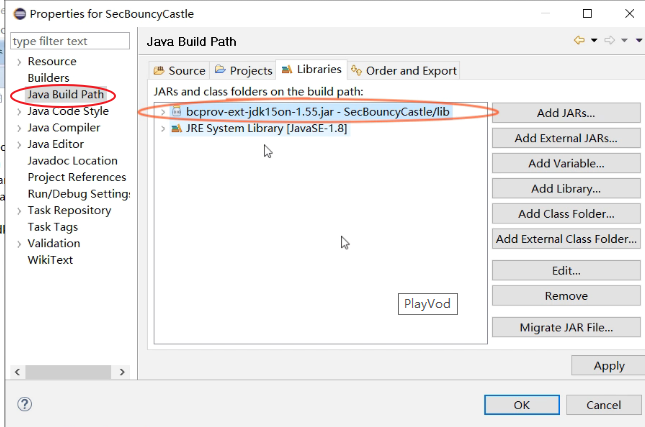 Properties for SecBouncyCastle
type filter text
Resource
Builders
Java Build Path
Java Code Style
Java Compiler
Java Editor
Javadoc Location
Project References
Run/Debug Settings
Task Repository
Task Tags
Validation
WikiText
Java Build Path
Source
Projects
Libraries
Order and Export
JARs and class folders on the build path:
bcprov-ext-jdk15on-1.55.jar - SecBouncyCastle/lib
JRE System Library [JavaSE-1.8]
PlayVod
Add JARs...
Add External JARs...
Add Variable...
Add Library...
Add Class Folder...
Add External Class Folder...
Edit...
Remove
Migrate JAR File...
Apply
OK
Cancel